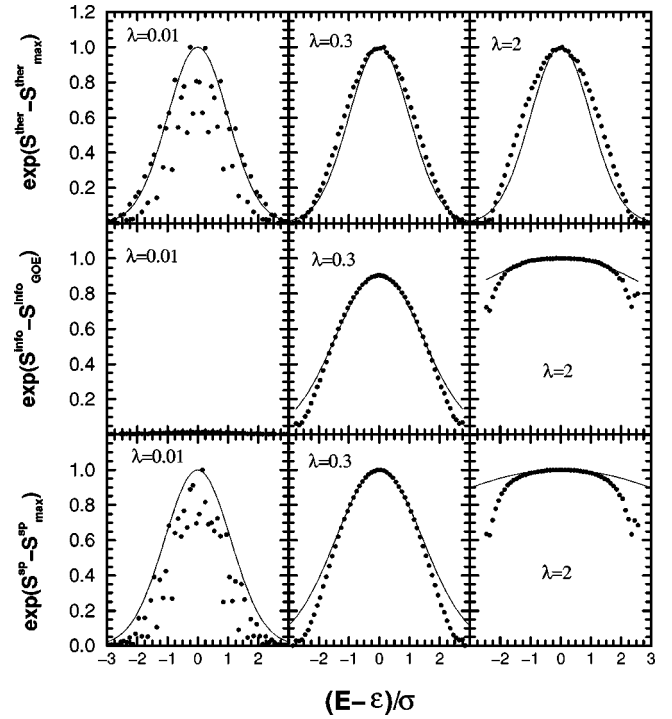 exp(S^ther−S^ther_max)
1.2
1.0
0.8
0.6
0.4
0.2
λ=0.01
λ=0.3
λ=2
exp(S^info−S^info_GOE)
1.0
0.8
0.6
0.4
0.2
λ=0.01
λ=0.3
λ=2
exp(S^sp−S^sp_max)
1.0
0.8
0.6
0.4
0.2
0.0
λ=0.01
λ=0.3
λ=2
−3 −2 −1 0 1 2 −2 −1 0 1 2 −2 −1 0 1 2 3
(E−ε)/σ